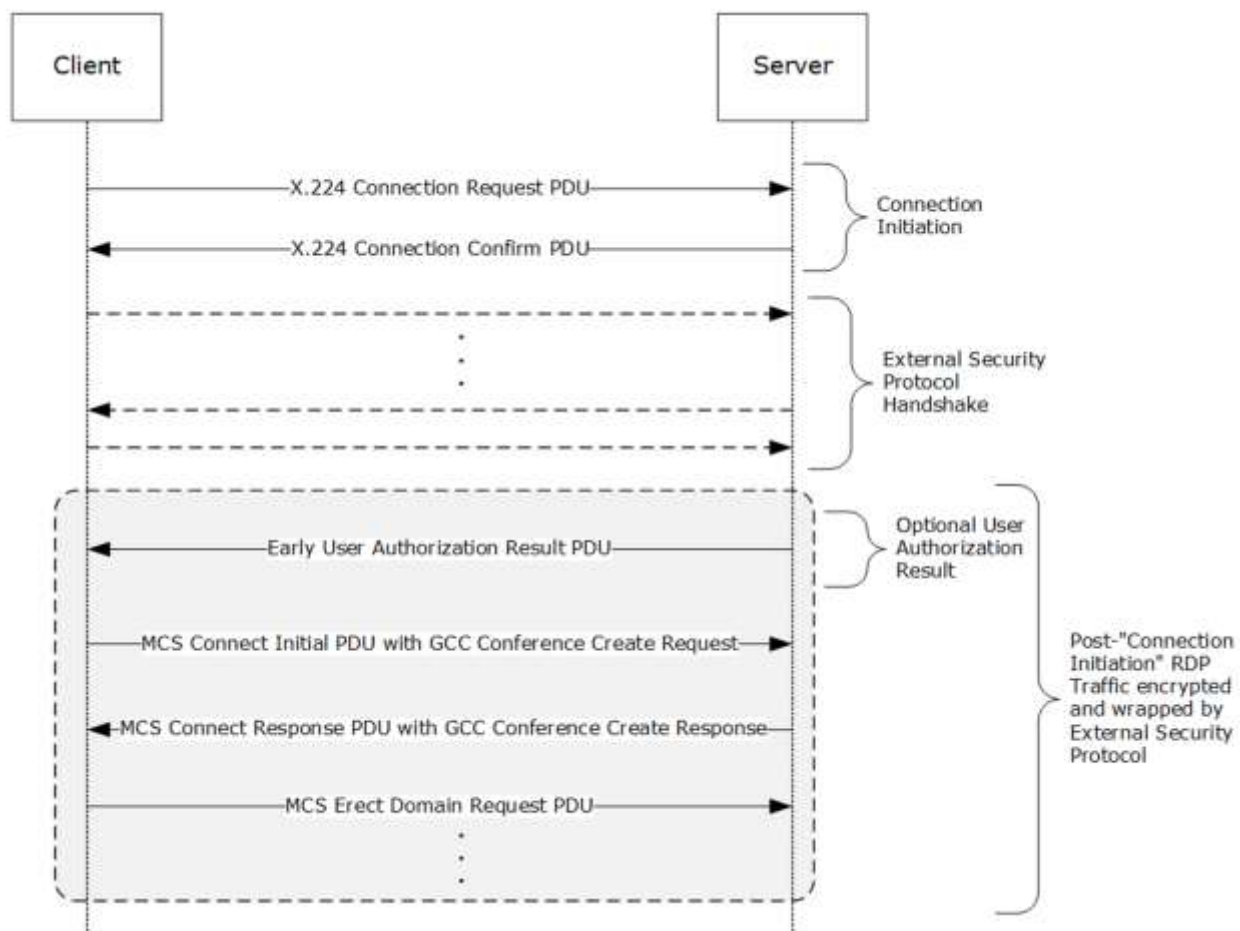 Client
Server
X.224 Connection Request PDU
Connection
Initiation
X.224 Connection Confirm PDU
External Security
Protocol
Handshake
Optional User
Authorization
Result
Early User Authorization Result PDU
MCS Connect Initial PDU with GCC Conference Create Request
Post-"Connection
Initiation" RDP
Traffic encrypted
and wrapped by
External Security
Protocol
MCS Connect Response PDU with GCC Conference Create Response
MCS Erect Domain Request PDU